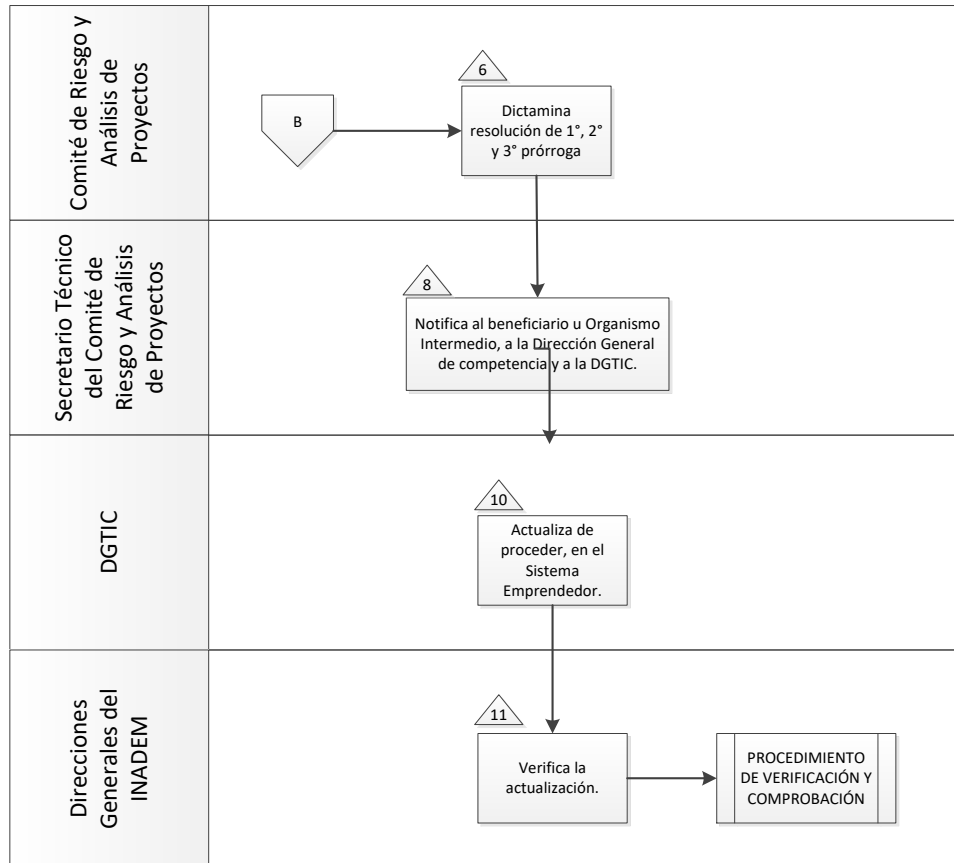 Comité de Riesgo y
Análisis de
Proyectos
B
6
Dictamina
resolución de 1°, 2°
y 3° prórroga
Secretario Técnico
del Comité de
Riesgo y Análisis
de Proyectos
8
Notifica al beneficiario u Organismo
Intermedio, a la Dirección General
de competencia y a la DGTIC.
DGTIC
10
Actualiza de
proceder, en el
Sistema
Emprendedor.
Direcciones
Generales del
INADEM
11
Verifica la
actualización.
PROCEDIMIENTO
DE VERIFICACIÓN Y
COMPROBACIÓN